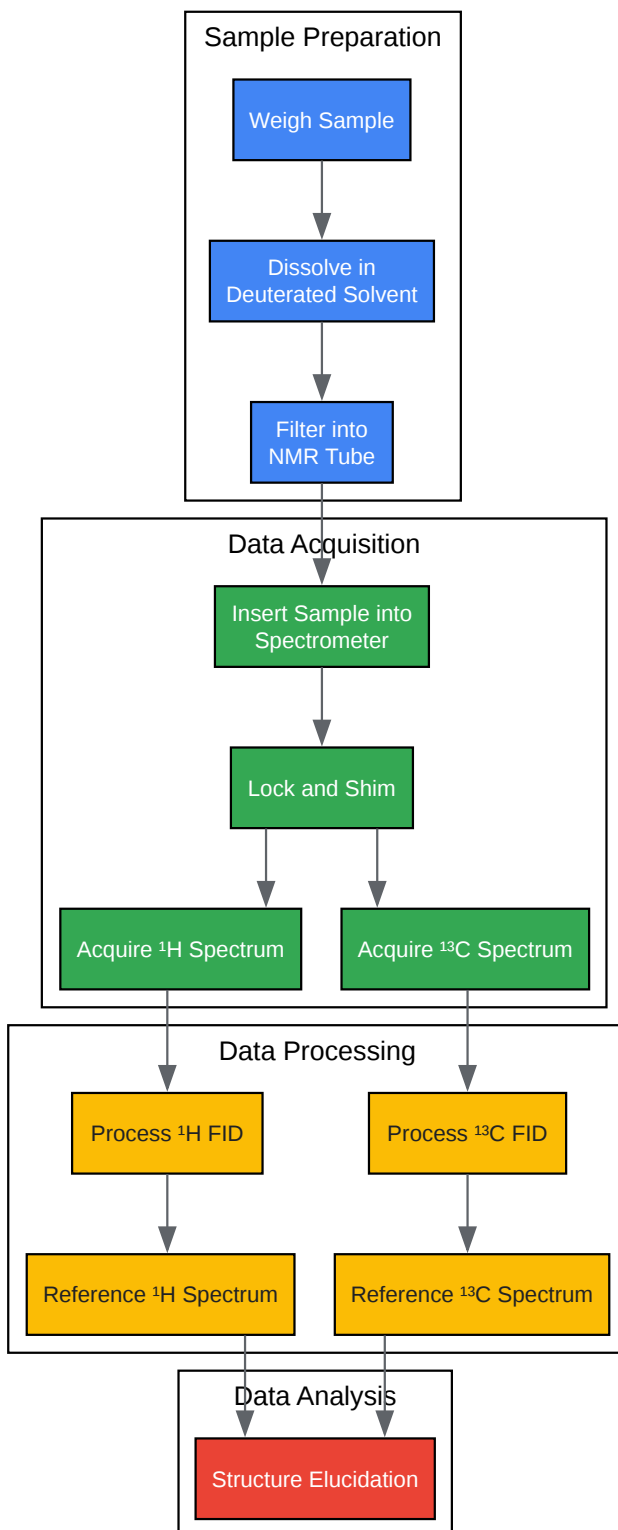 Sample Preparation
Weigh Sample
Dissolve in
Deuterated Solvent
Filter into
NMR Tube
Data Acquisition
Insert Sample into
Spectrometer
Lock and Shim
Acquire ¹H Spectrum
Acquire ¹³C Spectrum
Data Processing
Process ¹H FID
Process ¹³C FID
Reference ¹H Spectrum
Reference ¹³C Spectrum
Data Analysis
Structure Elucidation